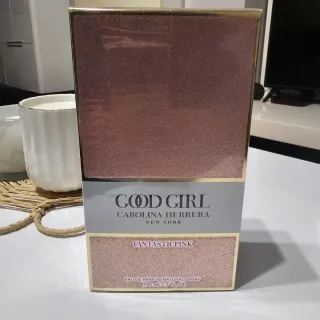 GOOD GIRL
CAROLINA HERRERA
NEW YORK
FANTASTIC PINK